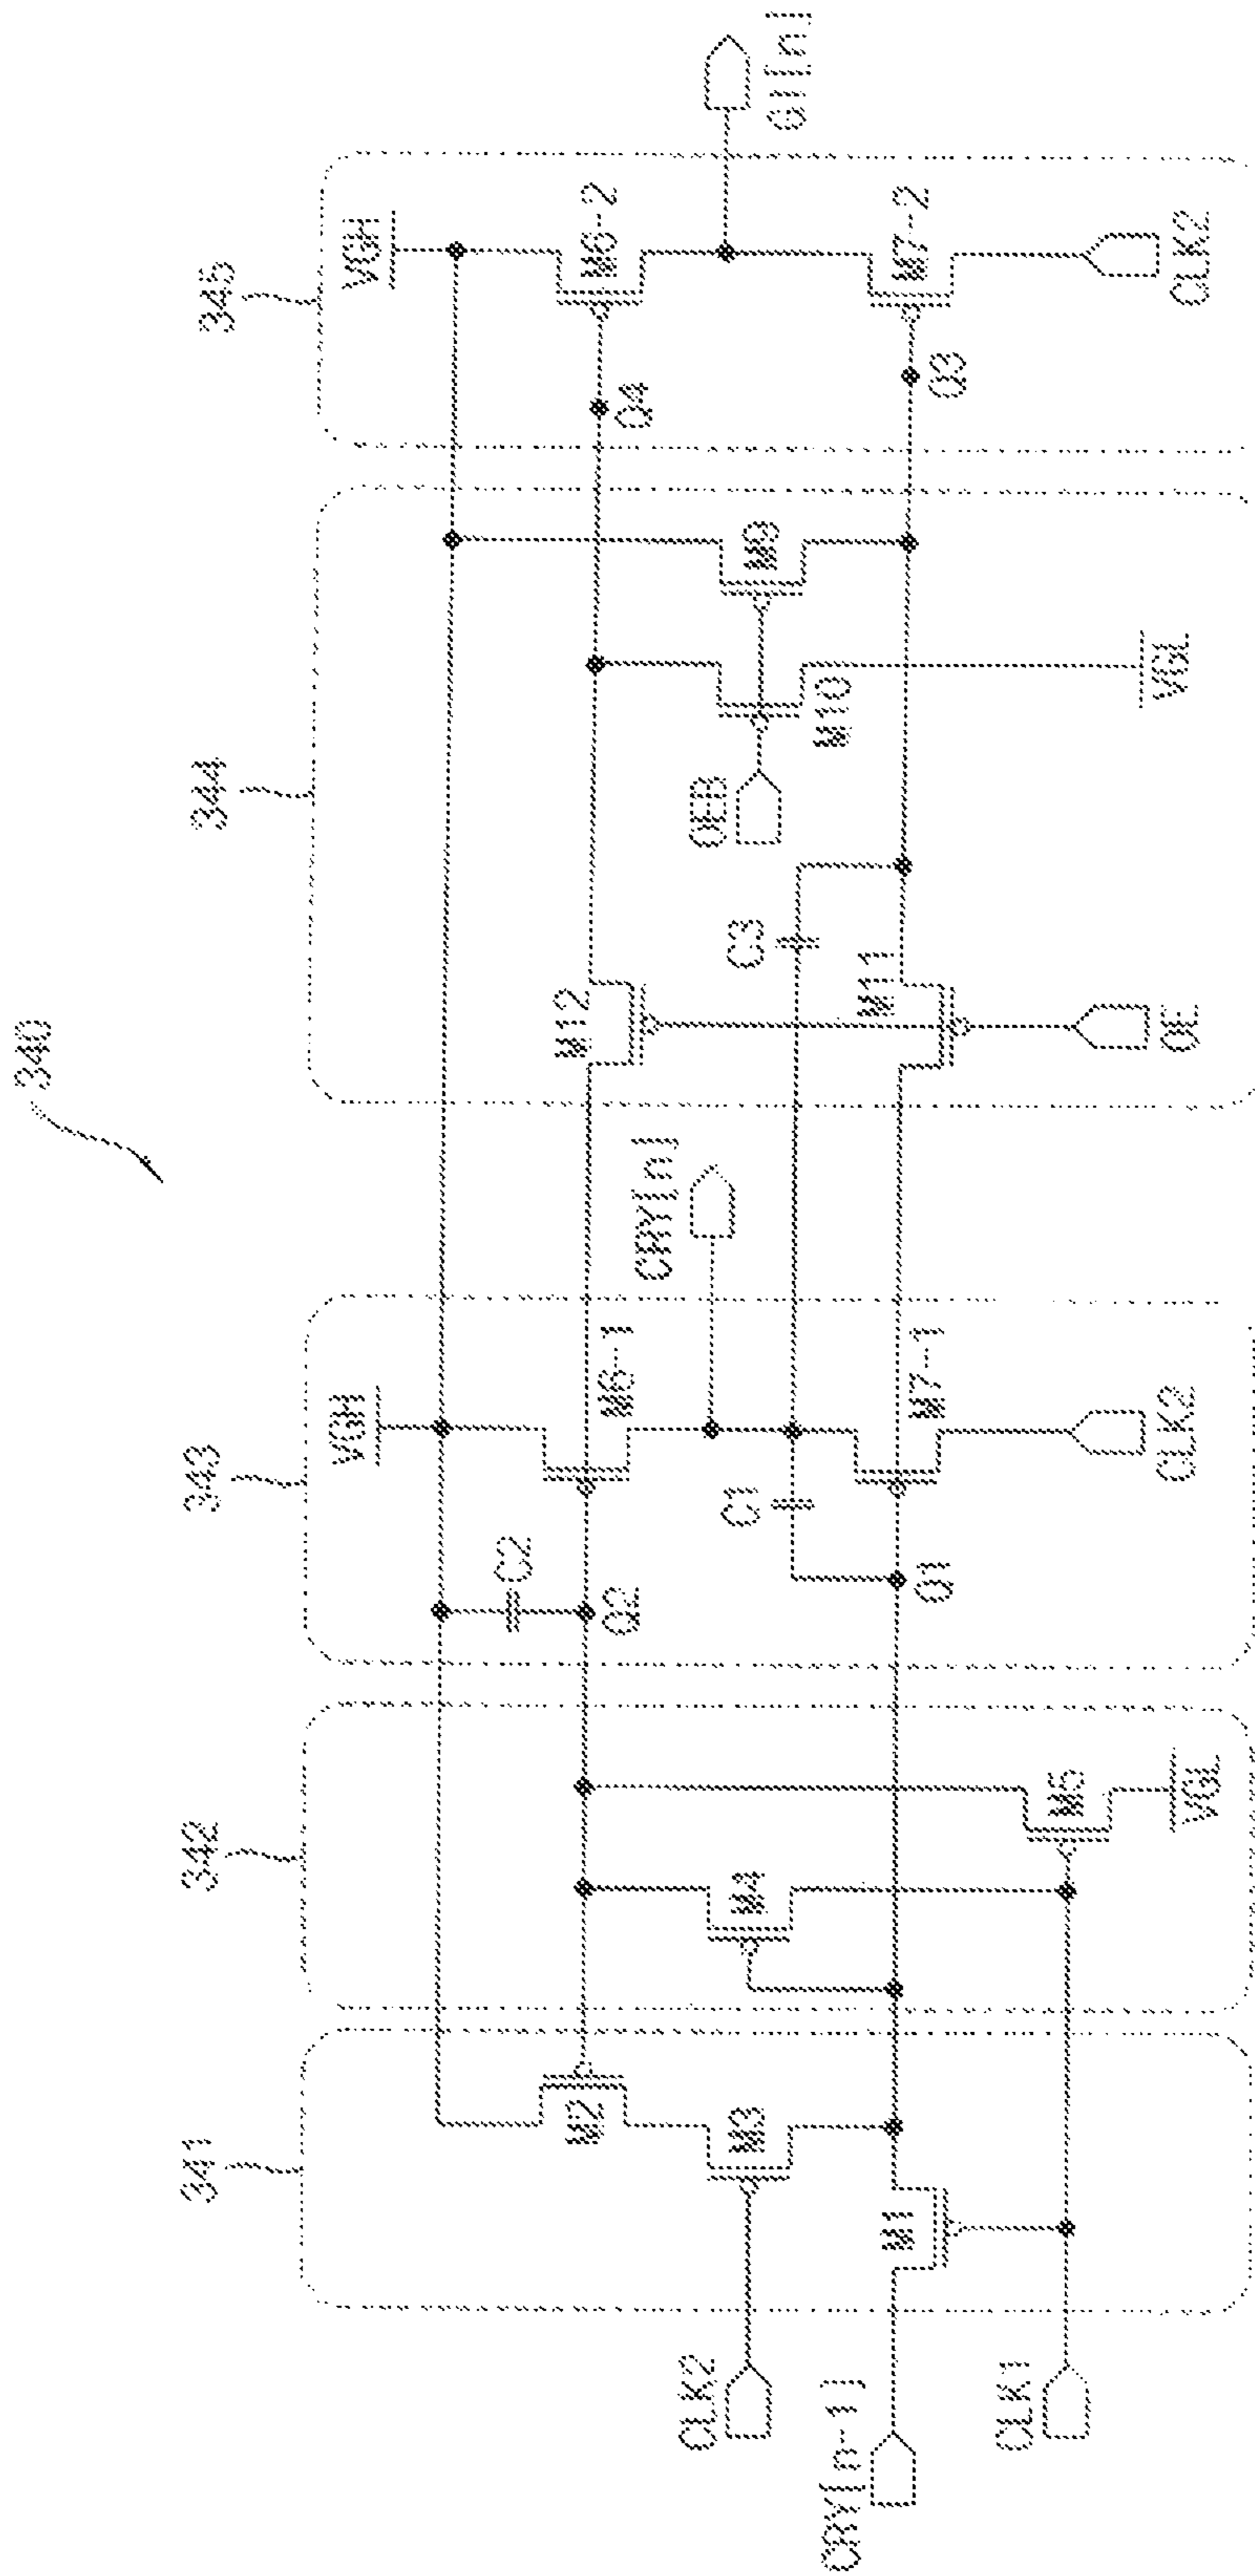 340
341
342
343
344
345
VGH
VGH
C2
M2
Q2
M6-1
M12
Q4
M6-2
CLK2
M3
M4
C1
CRY[n]
C3
OEB
M10
M9
GI[n]
CRY[n-1]
M1
Q1
M7-1
M11
Q3
M7-2
CLK1
M5
VGL
CLK2
OE
VGL
CLK2